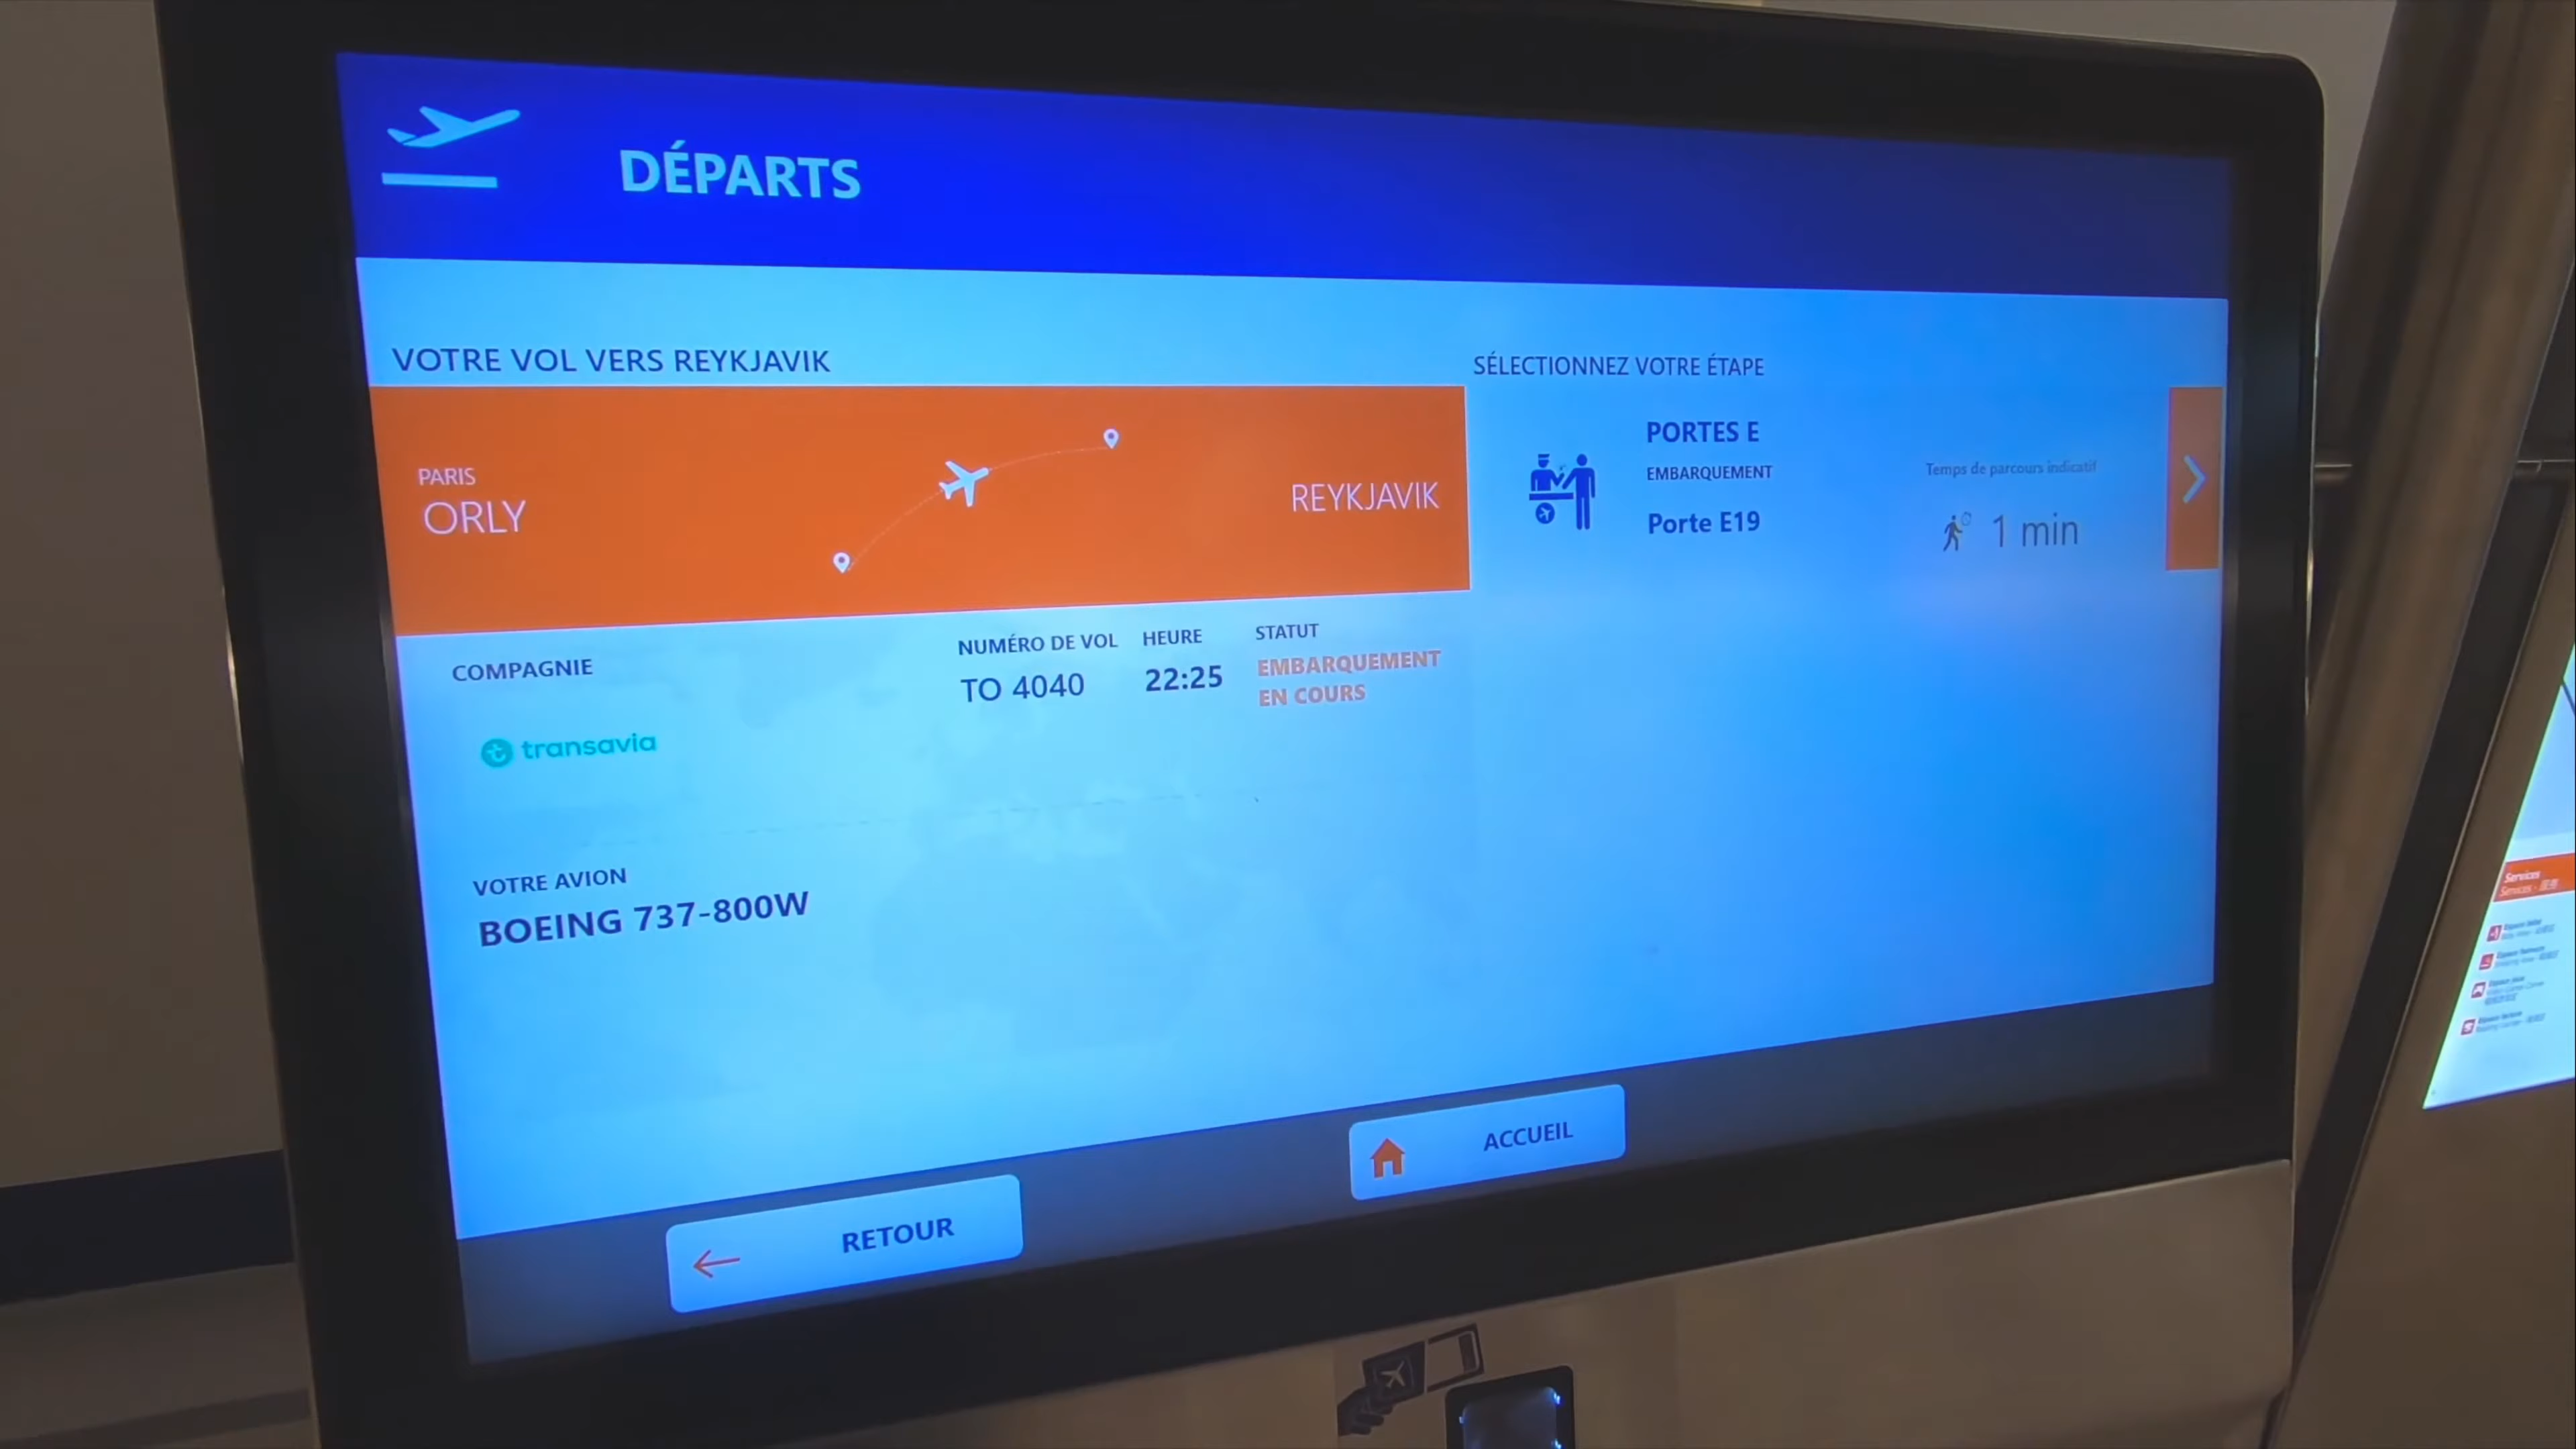 DÉPARTS
VOTRE VOL VERS REYKJAVIK
PARIS
ORLY
REYKJAVIK
COMPAGNIE
transavia
NUMÉRO DE VOL
TO 4040
HEURE
22:25
STATUT
EMBARQUEMENT
EN COURS
VOTRE AVION
BOEING 737-800W
SÉLECTIONNEZ VOTRE ÉTAPE
PORTES E
EMBARQUEMENT
Porte E19
Temps de parcours indicatif
1 min
RETOUR
ACCUEIL
Services